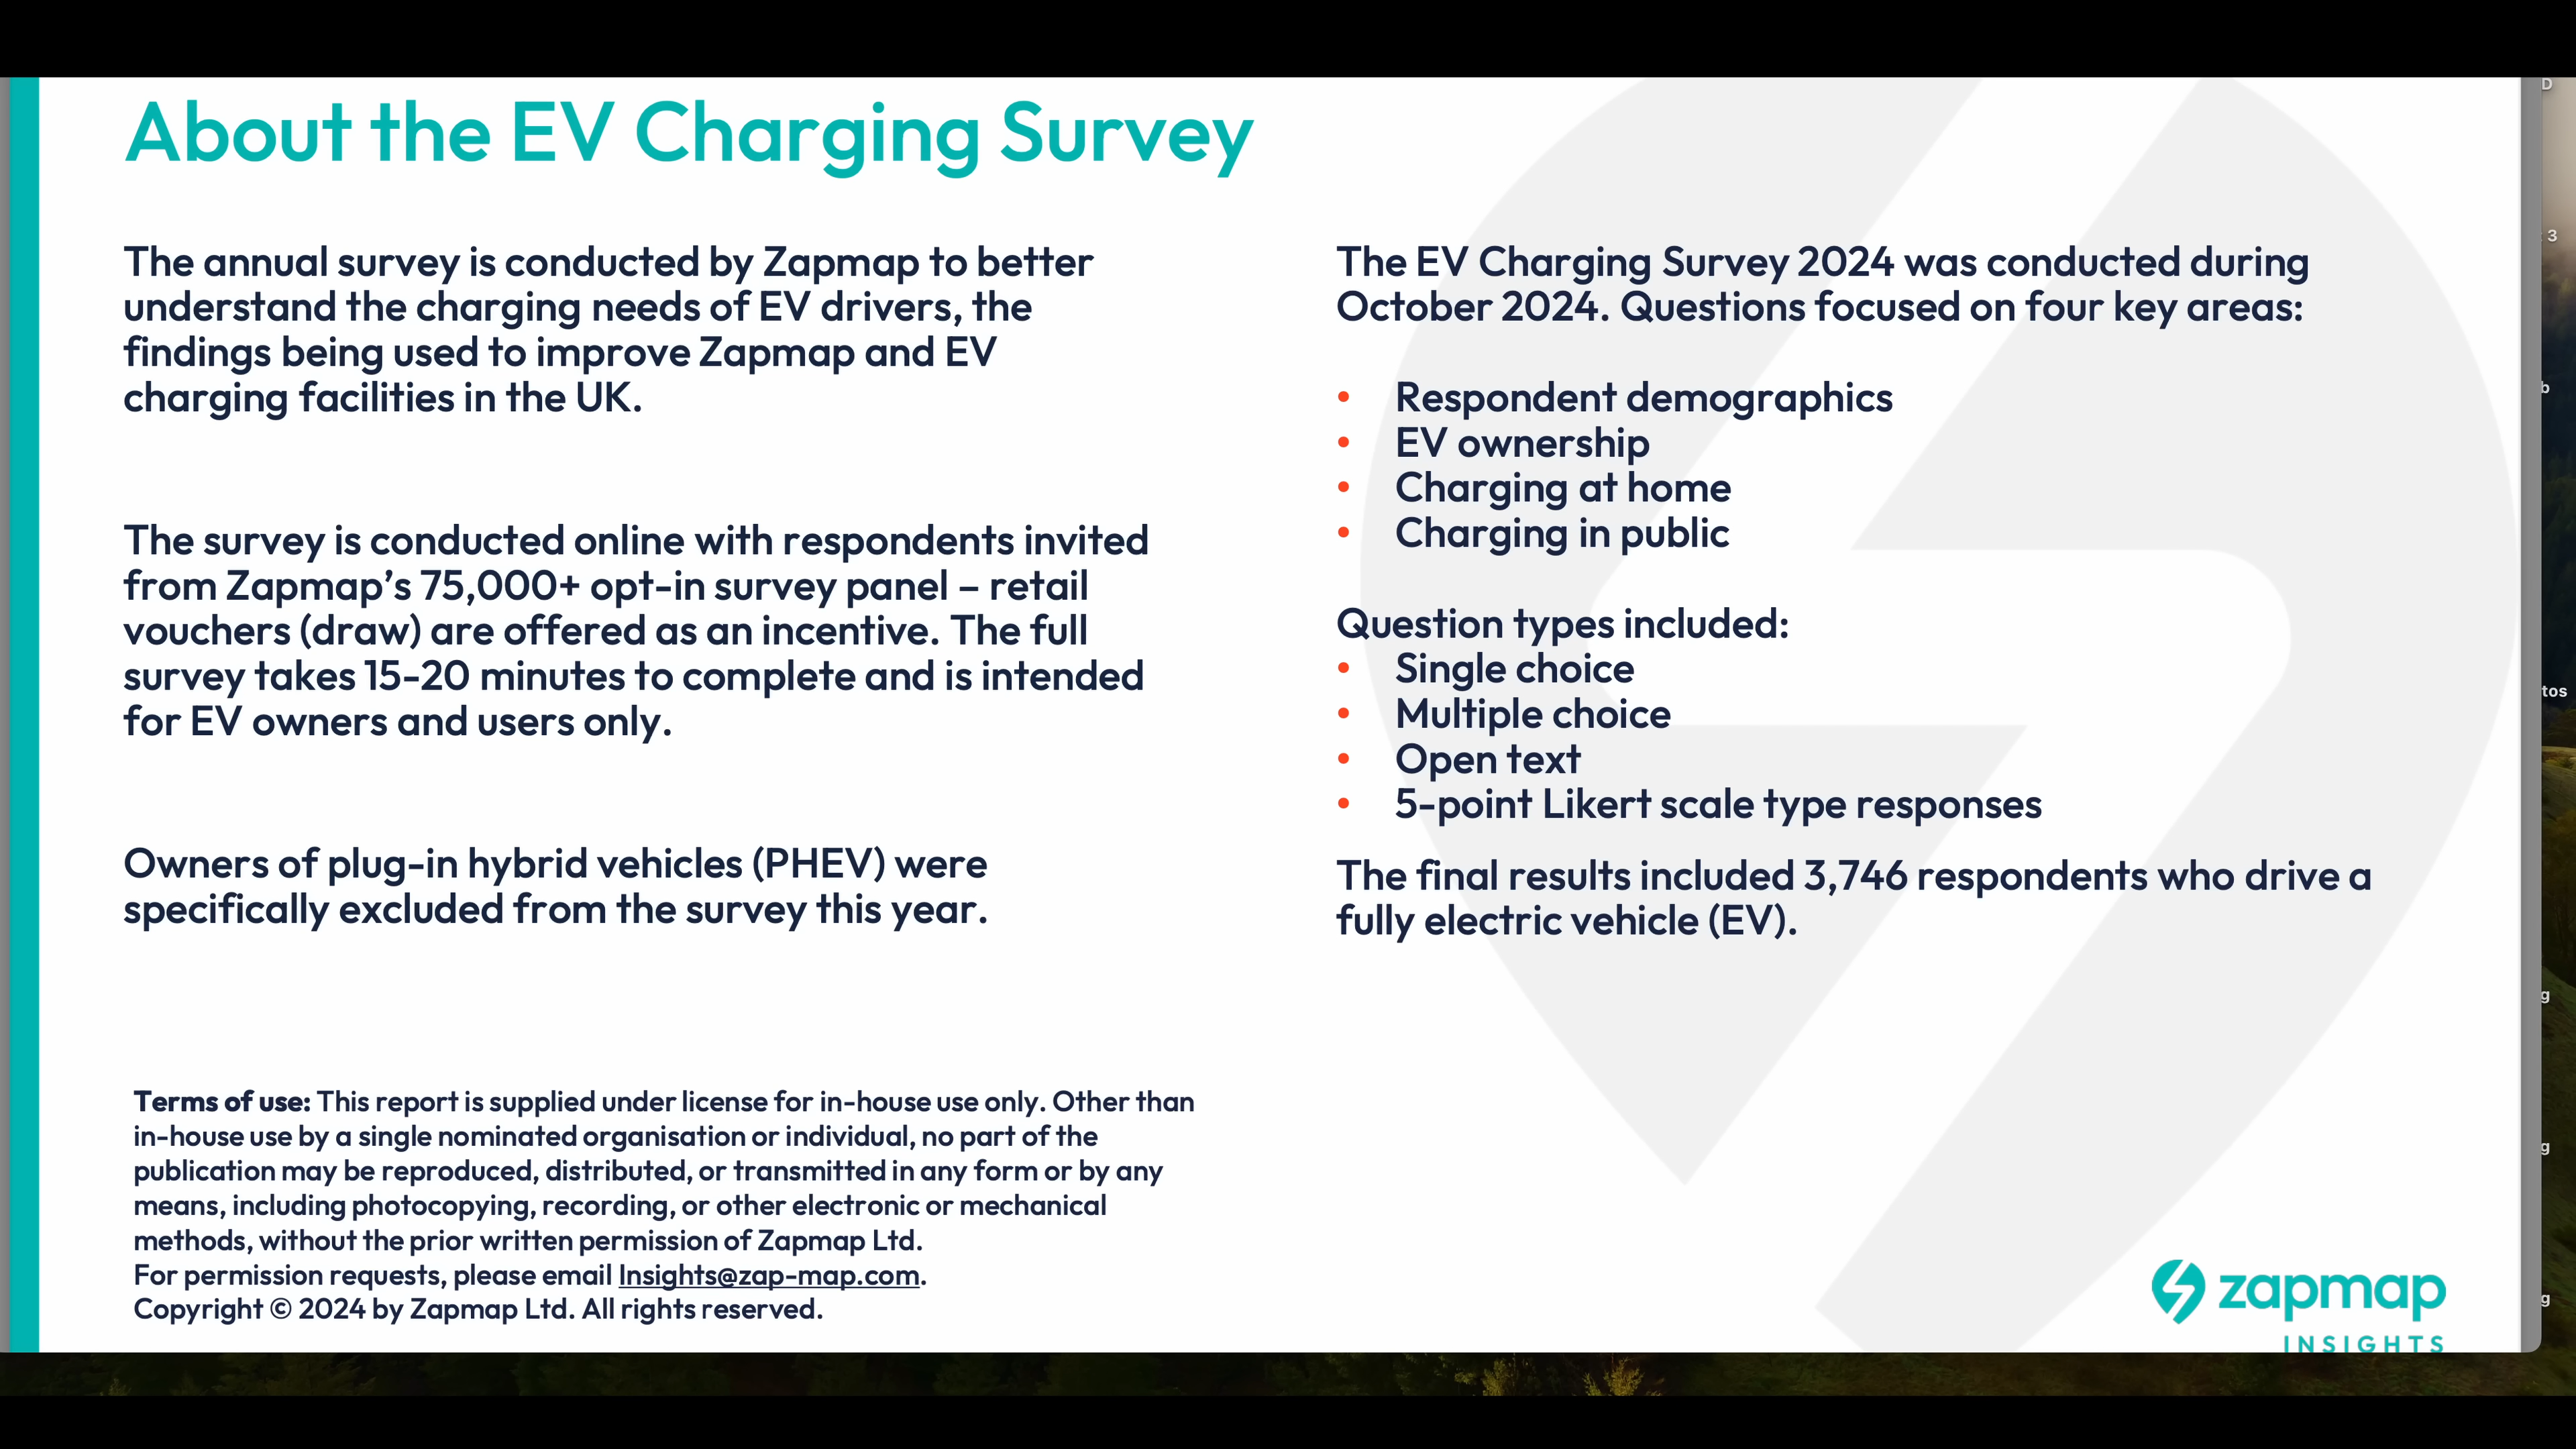 About the EV Charging Survey
The annual survey is conducted by Zapmap to better
understand the charging needs of EV drivers, the
findings being used to improve Zapmap and EV
charging facilities in the UK.
The survey is conducted online with respondents invited
from Zapmap’s 75,000+ opt-in survey panel – retail
vouchers (draw) are offered as an incentive. The full
survey takes 15-20 minutes to complete and is intended
for EV owners and users only.
Owners of plug-in hybrid vehicles (PHEV) were
specifically excluded from the survey this year.
Terms of use: This report is supplied under license for in-house use only. Other than
in-house use by a single nominated organisation or individual, no part of the
publication may be reproduced, distributed, or transmitted in any form or by any
means, including photocopying, recording, or other electronic or mechanical
methods, without the prior written permission of Zapmap Ltd.
For permission requests, please email Insights@zap-map.com.
Copyright © 2024 by Zapmap Ltd. All rights reserved.
The EV Charging Survey 2024 was conducted during
October 2024. Questions focused on four key areas:
• Respondent demographics
• EV ownership
• Charging at home
• Charging in public
Question types included:
• Single choice
• Multiple choice
• Open text
• 5-point Likert scale type responses
The final results included 3,746 respondents who drive a
fully electric vehicle (EV).
zapmap
INSIGHTS